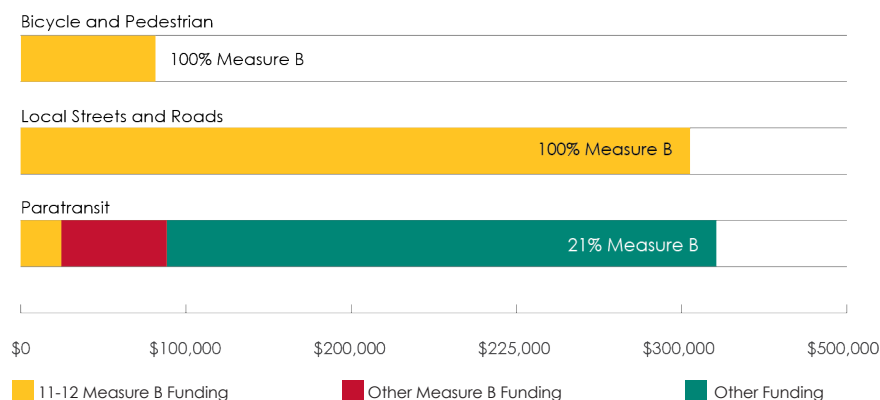 Bicycle and Pedestrian
100% Measure B
Local Streets and Roads
100% Measure B
Paratransit
21% Measure B
$0 $100,000 $200,000 $225,000 $300,000 $500,000
11-12 Measure B Funding Other Measure B Funding Other Funding